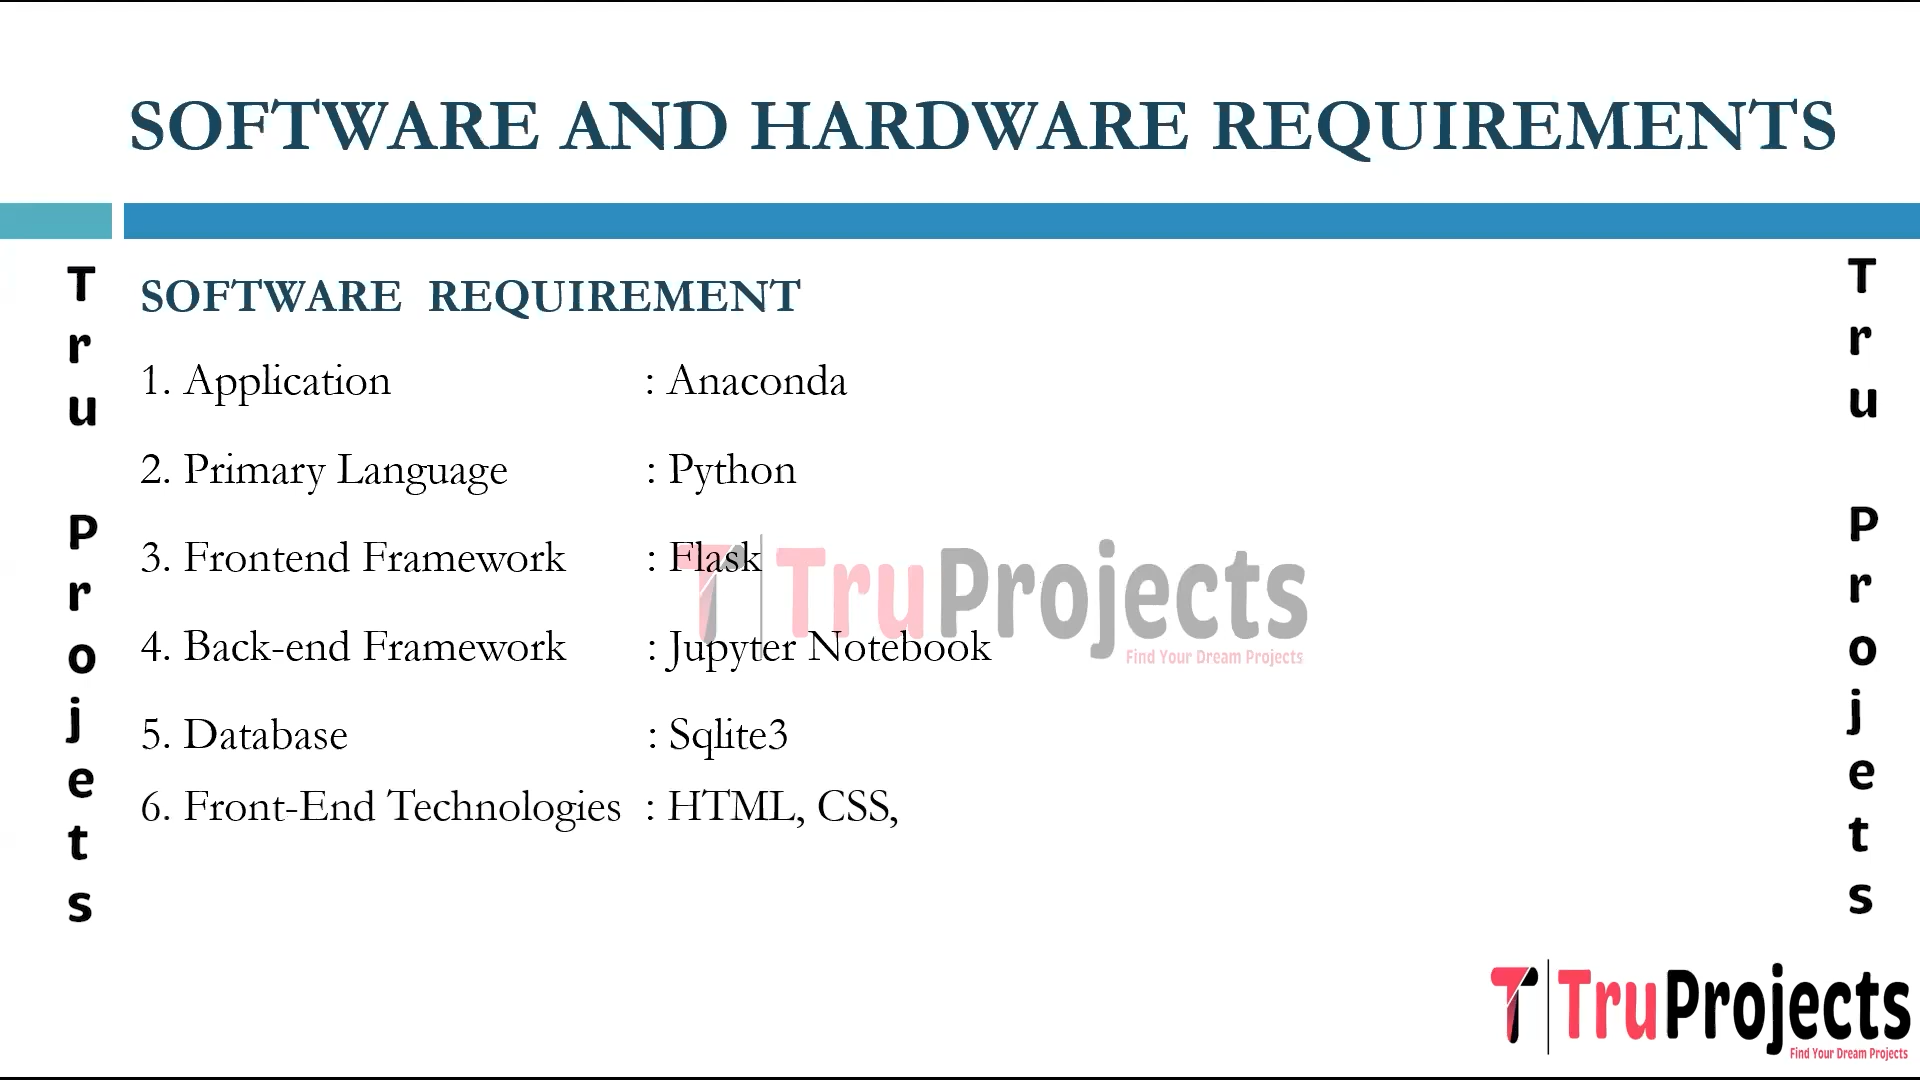 SOFTWARE AND HARDWARE REQUIREMENTS
SOFTWARE REQUIREMENT
1. Application : Anaconda
2. Primary Language : Python
3. Frontend Framework : Flask
4. Back-end Framework : Jupyter Notebook
5. Database : Sqlite3
6. Front-End Technologies : HTML, CSS,
Tru Projets
Tru Projets
TruProjects
Find Your Dream Projects
TruProjects
Find Your Dream Projects